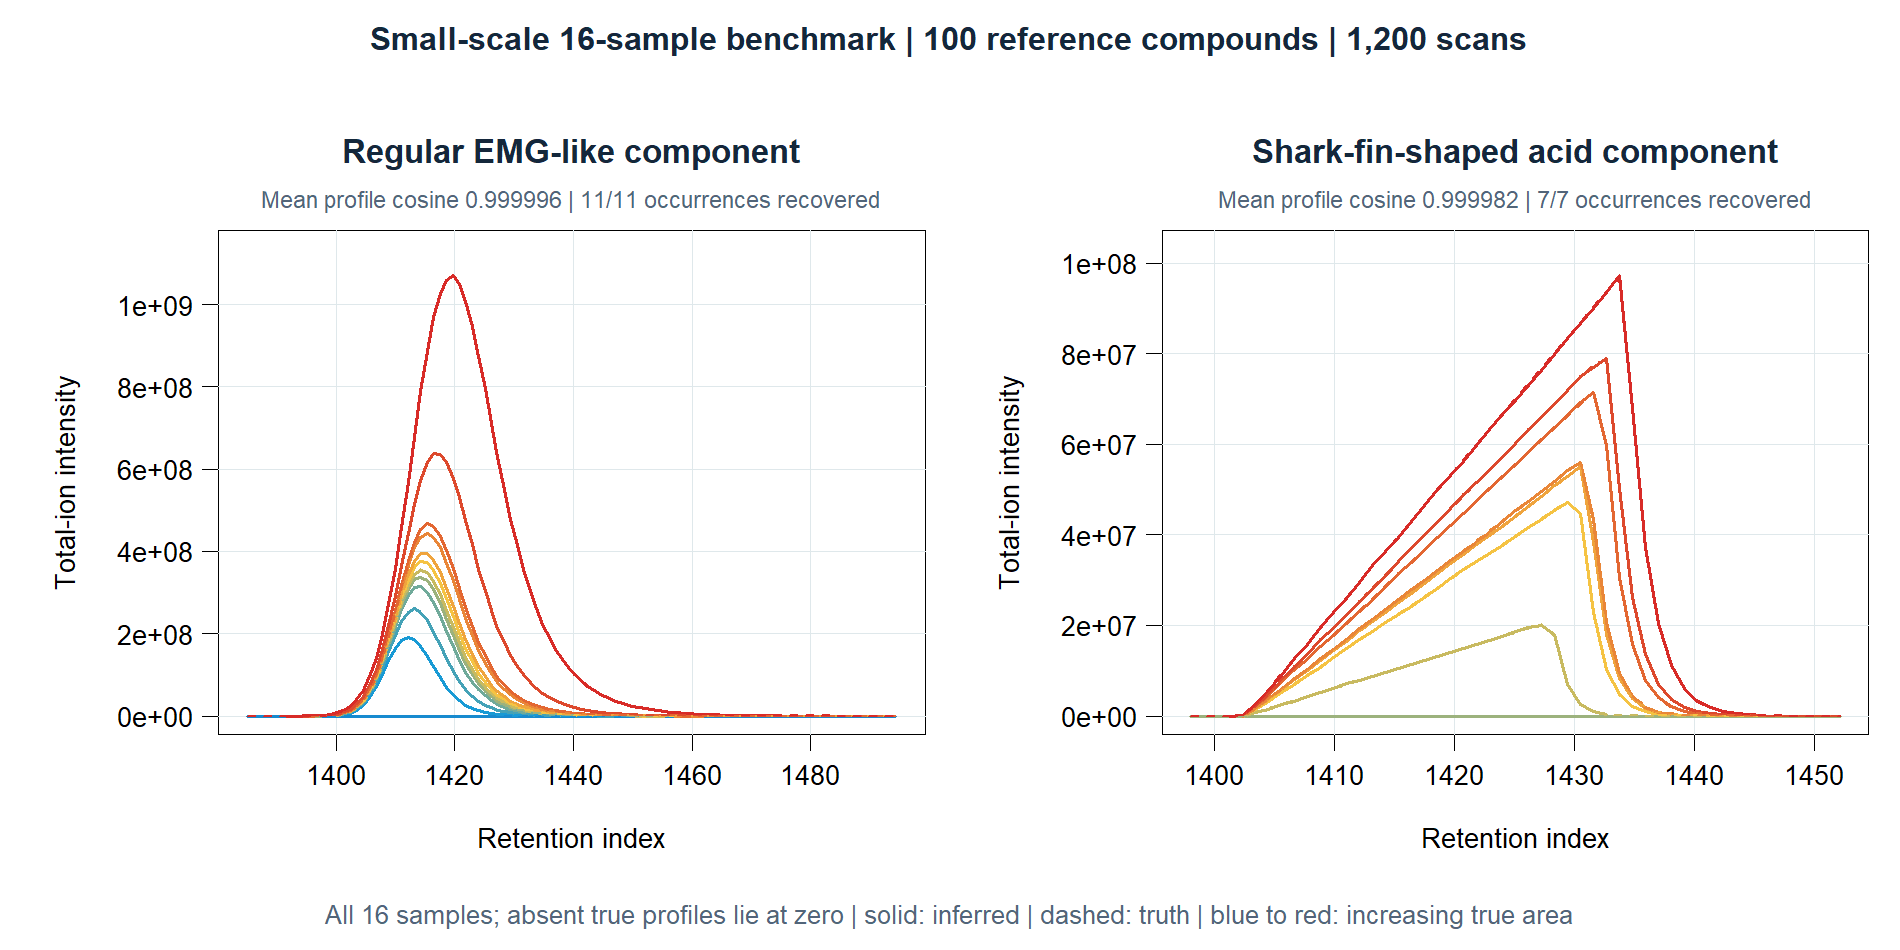 Small-scale 16-sample benchmark | 100 reference compounds | 1,200 scans
Regular EMG-like component
Mean profile cosine 0.999996 | 11/11 occurrences recovered
Total-ion intensity
1e+09
8e+08
6e+08
4e+08
2e+08
0e+00
1400 1420 1440 1460 1480
Retention index
Shark-fin-shaped acid component
Mean profile cosine 0.999982 | 7/7 occurrences recovered
Total-ion intensity
1e+08
8e+07
6e+07
4e+07
2e+07
0e+00
1400 1410 1420 1430 1440 1450
Retention index
All 16 samples; absent true profiles lie at zero | solid: inferred | dashed: truth | blue to red: increasing true area